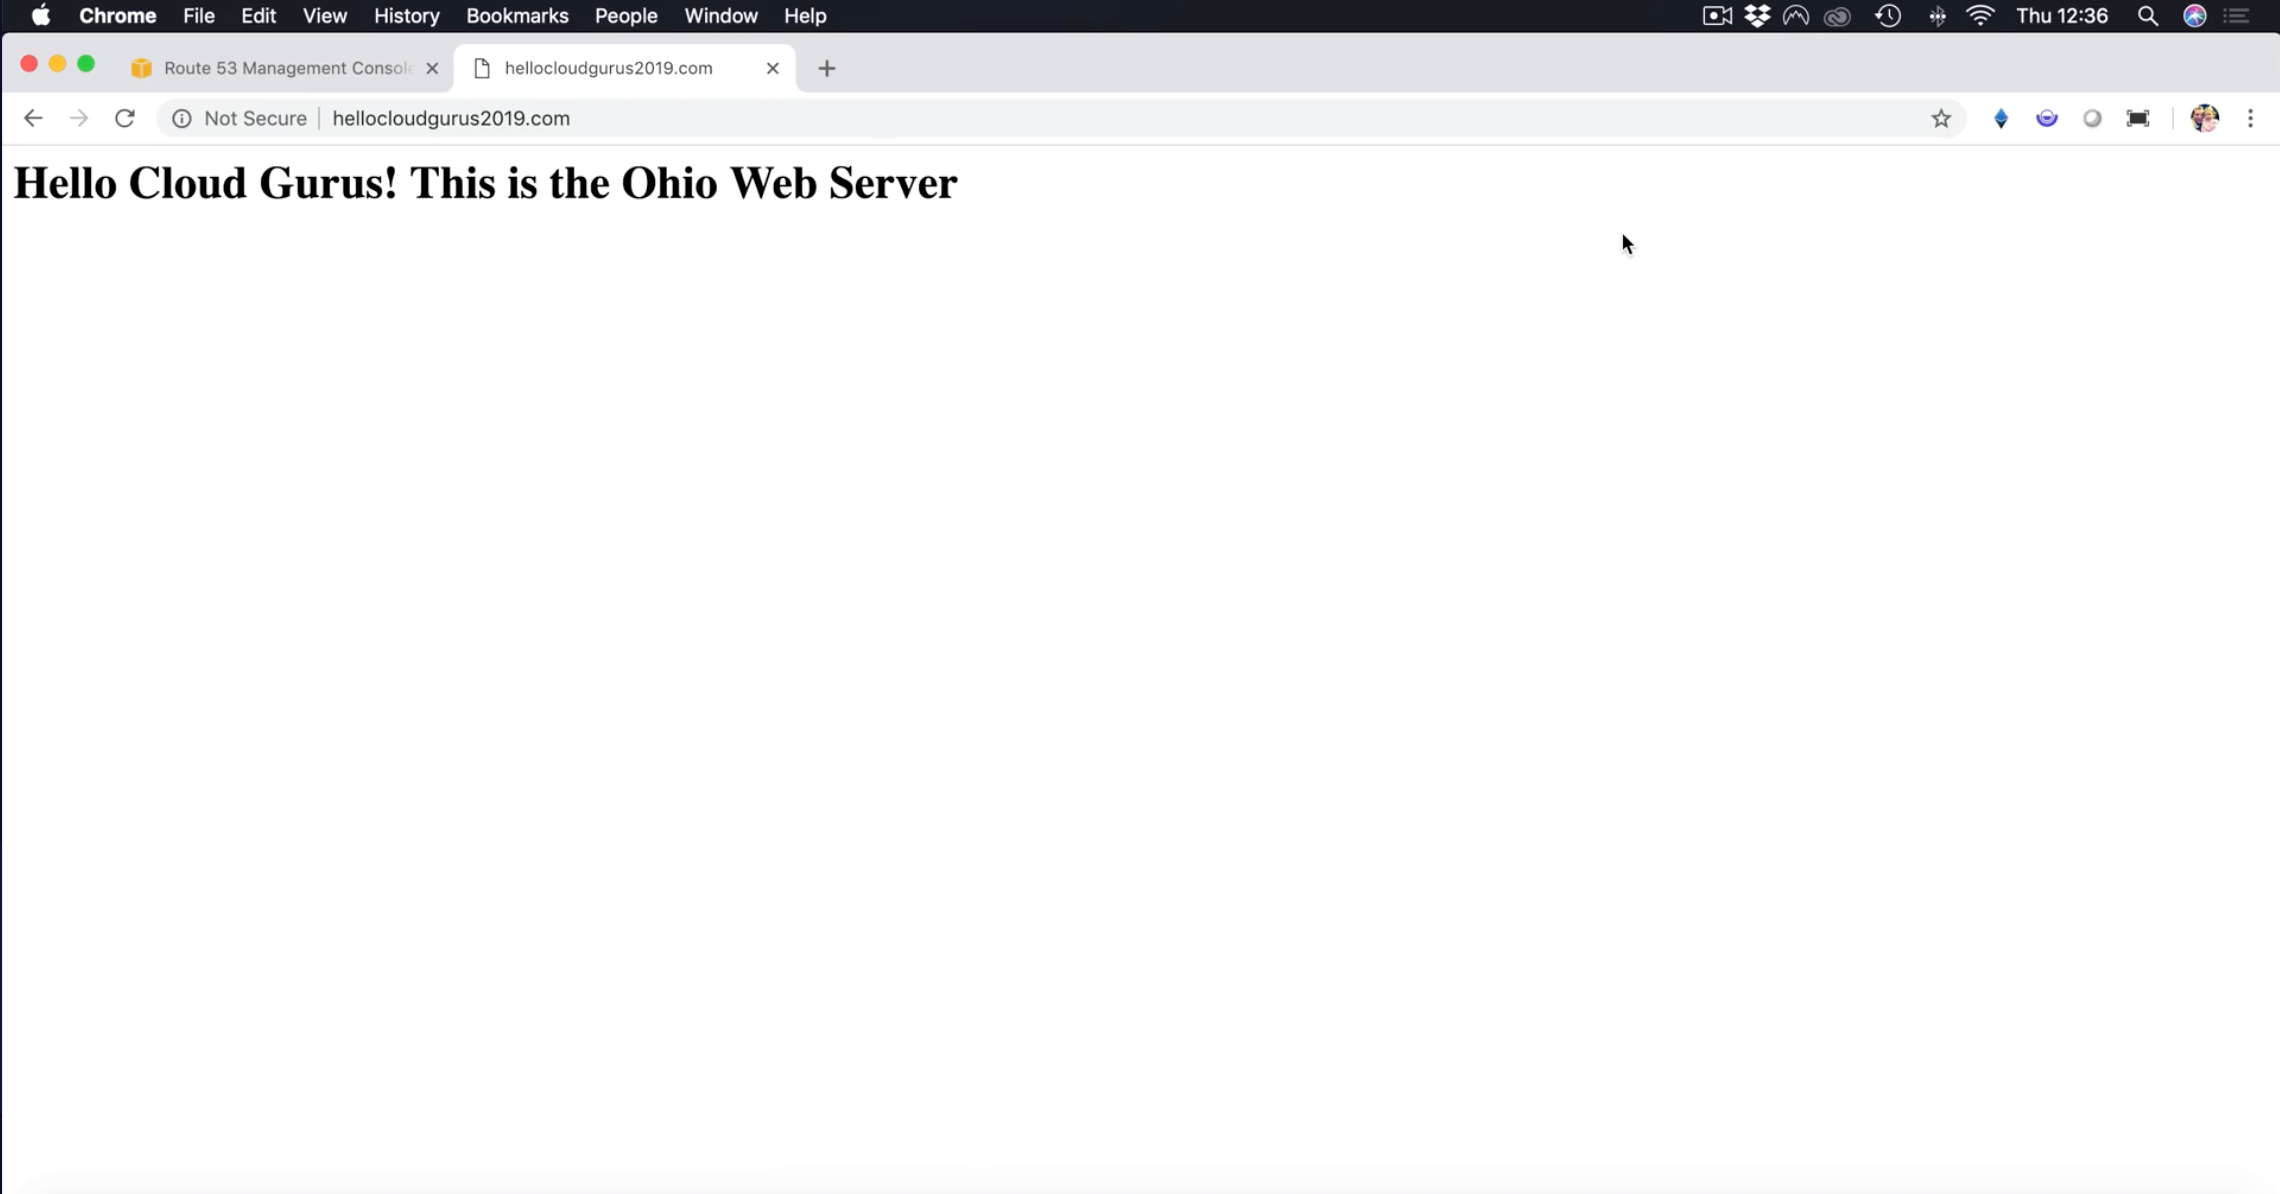 Chrome File Edit View History Bookmarks People Window Help Thu 12:36
Route 53 Management Console hellocloudgurus2019.com
Not Secure hellocloudgurus2019.com
Hello Cloud Gurus! This is the Ohio Web Server